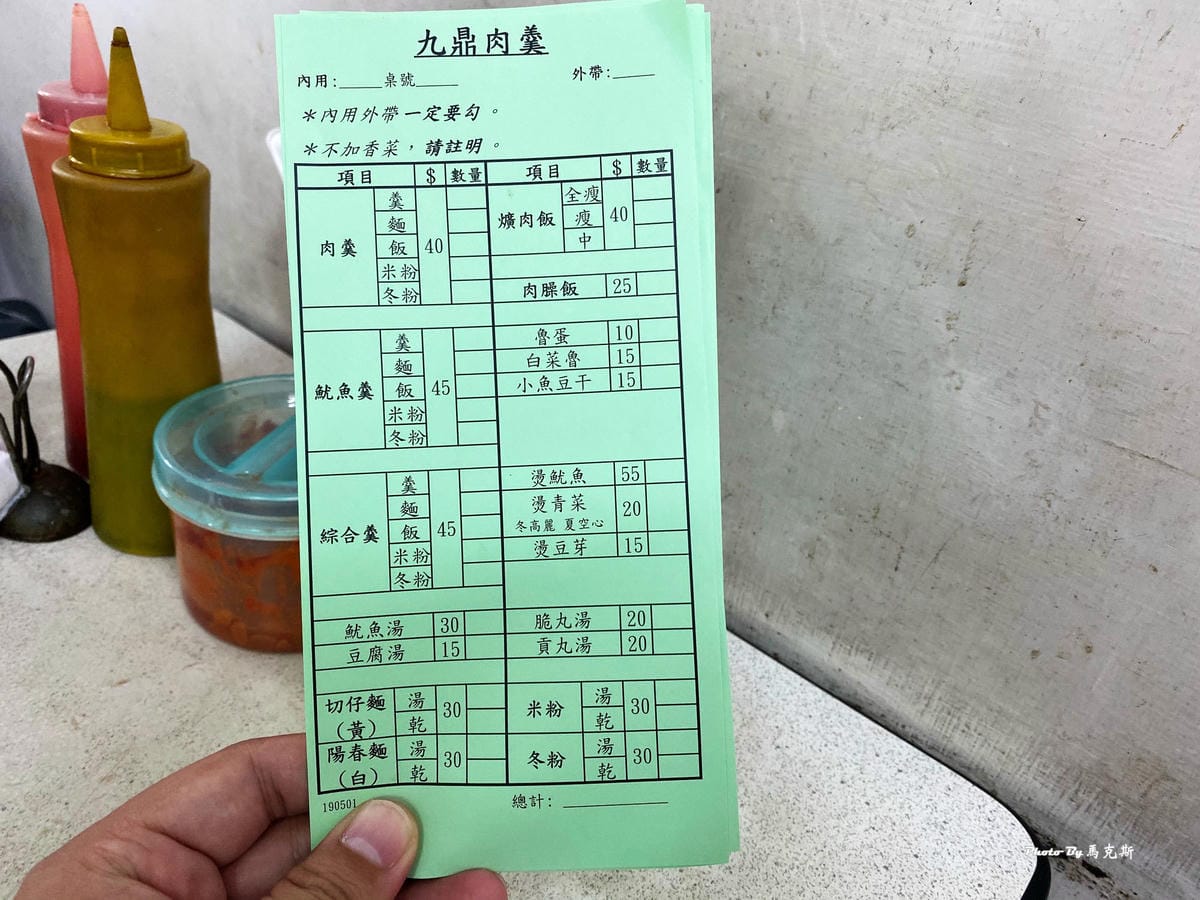 九鼎肉羹
內用:_____桌號_____ 外帶:_____
＊內用外帶一定要勾。
＊不加香菜，請註明。
項目 $ 數量
肉羹 40
羹
麵
飯
米粉
冬粉
魷魚羹 45
羹
麵
飯
米粉
冬粉
綜合羹 45
羹
麵
飯
米粉
冬粉
魷魚湯 30
豆腐湯 15
切仔麵(黃) 30
湯
乾
陽春麵(白) 30
湯
乾
項目 $ 數量
爌肉飯 40
全瘦
瘦
中
肉臊飯 25
魯蛋 10
白菜魯 15
小魚豆干 15
燙魷魚 55
燙青菜 20
冬高麗 夏空心
燙豆芽 15
脆丸湯 20
貢丸湯 20
米粉 30
湯
乾
冬粉 30
湯
乾
190501
總計: __________
Photo By 馬克斯